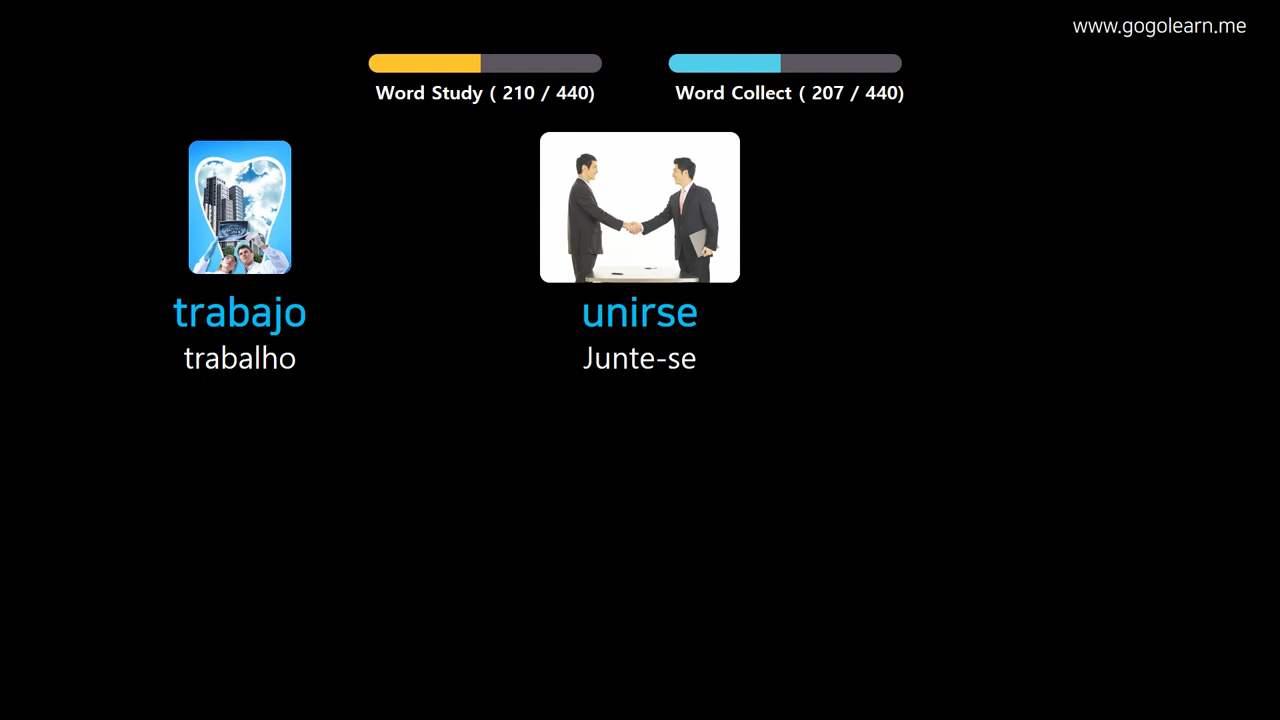 www.gogolearn.me
Word Study ( 210 / 440)
Word Collect ( 207 / 440)
trabajo
trabalho
unirse
Junte-se